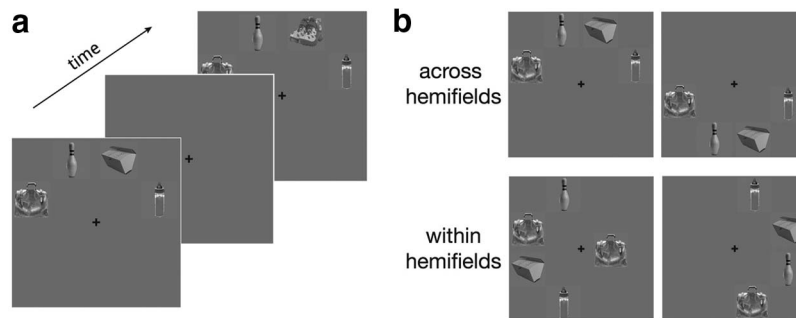 a
time
b
across
hemifields
within
hemifields